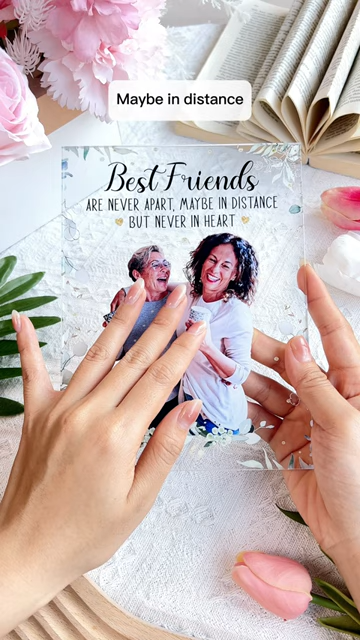 Maybe in distance
Best Friends
ARE NEVER APART, MAYBE IN DISTANCE
BUT NEVER IN HEART